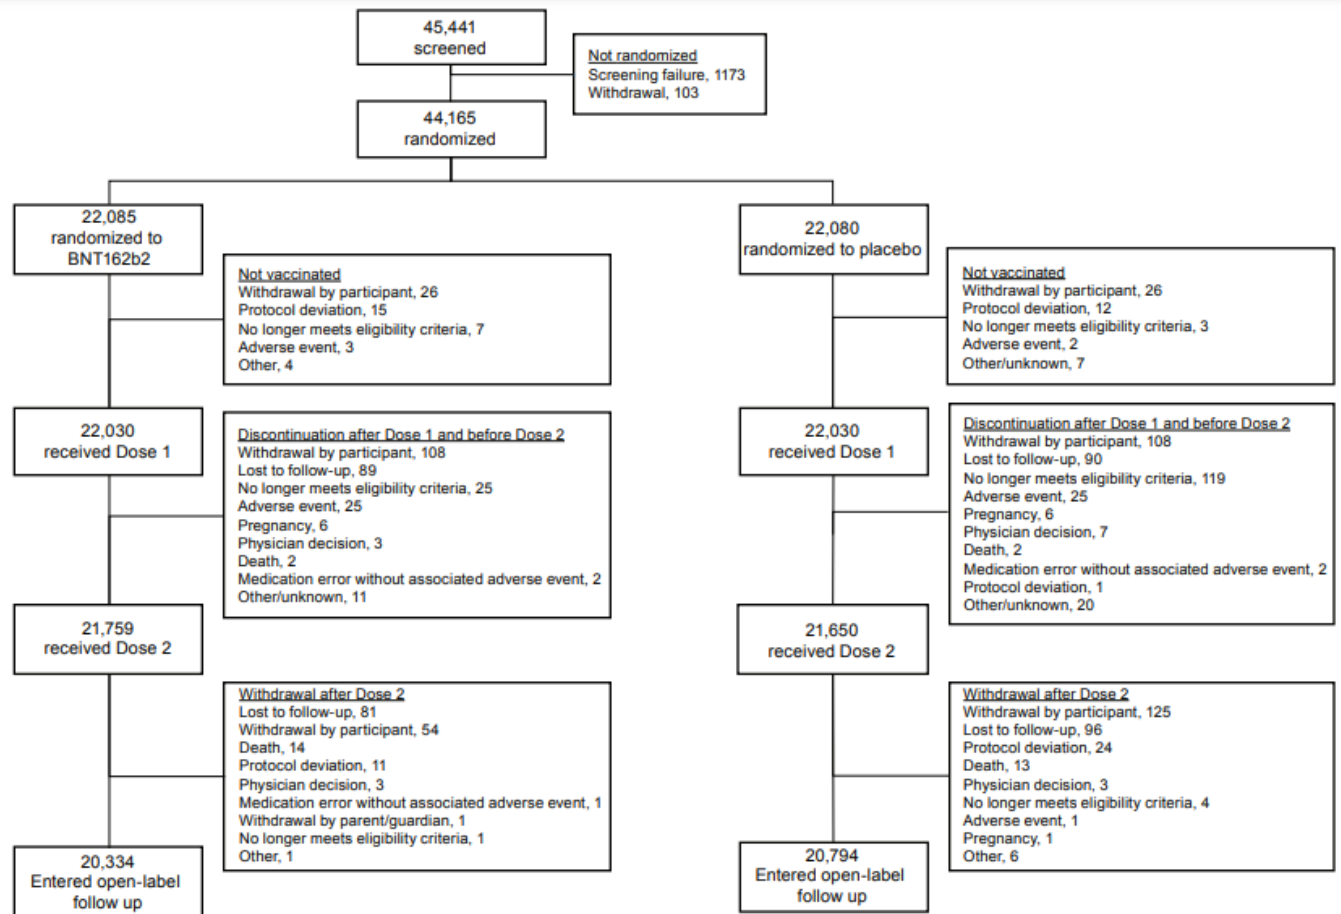 45,441
screened
Not randomized
Screening failure, 1173
Withdrawal, 103
44,165
randomized
22,085
randomized to
BNT162b2
Not vaccinated
Withdrawal by participant, 26
Protocol deviation, 15
No longer meets eligibility criteria, 7
Adverse event, 3
Other, 4
22,030
received Dose 1
Discontinuation after Dose 1 and before Dose 2
Withdrawal by participant, 108
Lost to follow-up, 89
No longer meets eligibility criteria, 25
Adverse event, 25
Pregnancy, 6
Physician decision, 3
Death, 2
Medication error without associated adverse event, 2
Other/unknown, 11
21,759
received Dose 2
Withdrawal after Dose 2
Lost to follow-up, 81
Withdrawal by participant, 54
Death, 14
Protocol deviation, 11
Physician decision, 3
Medication error without associated adverse event, 1
Withdrawal by parent/guardian, 1
No longer meets eligibility criteria, 1
Other, 1
20,334
Entered open-label
follow up
22,080
randomized to placebo
Not vaccinated
Withdrawal by participant, 26
Protocol deviation, 12
No longer meets eligibility criteria, 3
Adverse event, 2
Other/unknown, 7
22,030
received Dose 1
Discontinuation after Dose 1 and before Dose 2
Withdrawal by participant, 108
Lost to follow-up, 90
No longer meets eligibility criteria, 119
Adverse event, 25
Pregnancy, 6
Physician decision, 7
Death, 2
Medication error without associated adverse event, 2
Protocol deviation, 1
Other/unknown, 20
21,650
received Dose 2
Withdrawal after Dose 2
Withdrawal by participant, 125
Lost to follow-up, 96
Protocol deviation, 24
Death, 13
Physician decision, 3
No longer meets eligibility criteria, 4
Adverse event, 1
Pregnancy, 1
Other, 6
20,794
Entered open-label
follow up